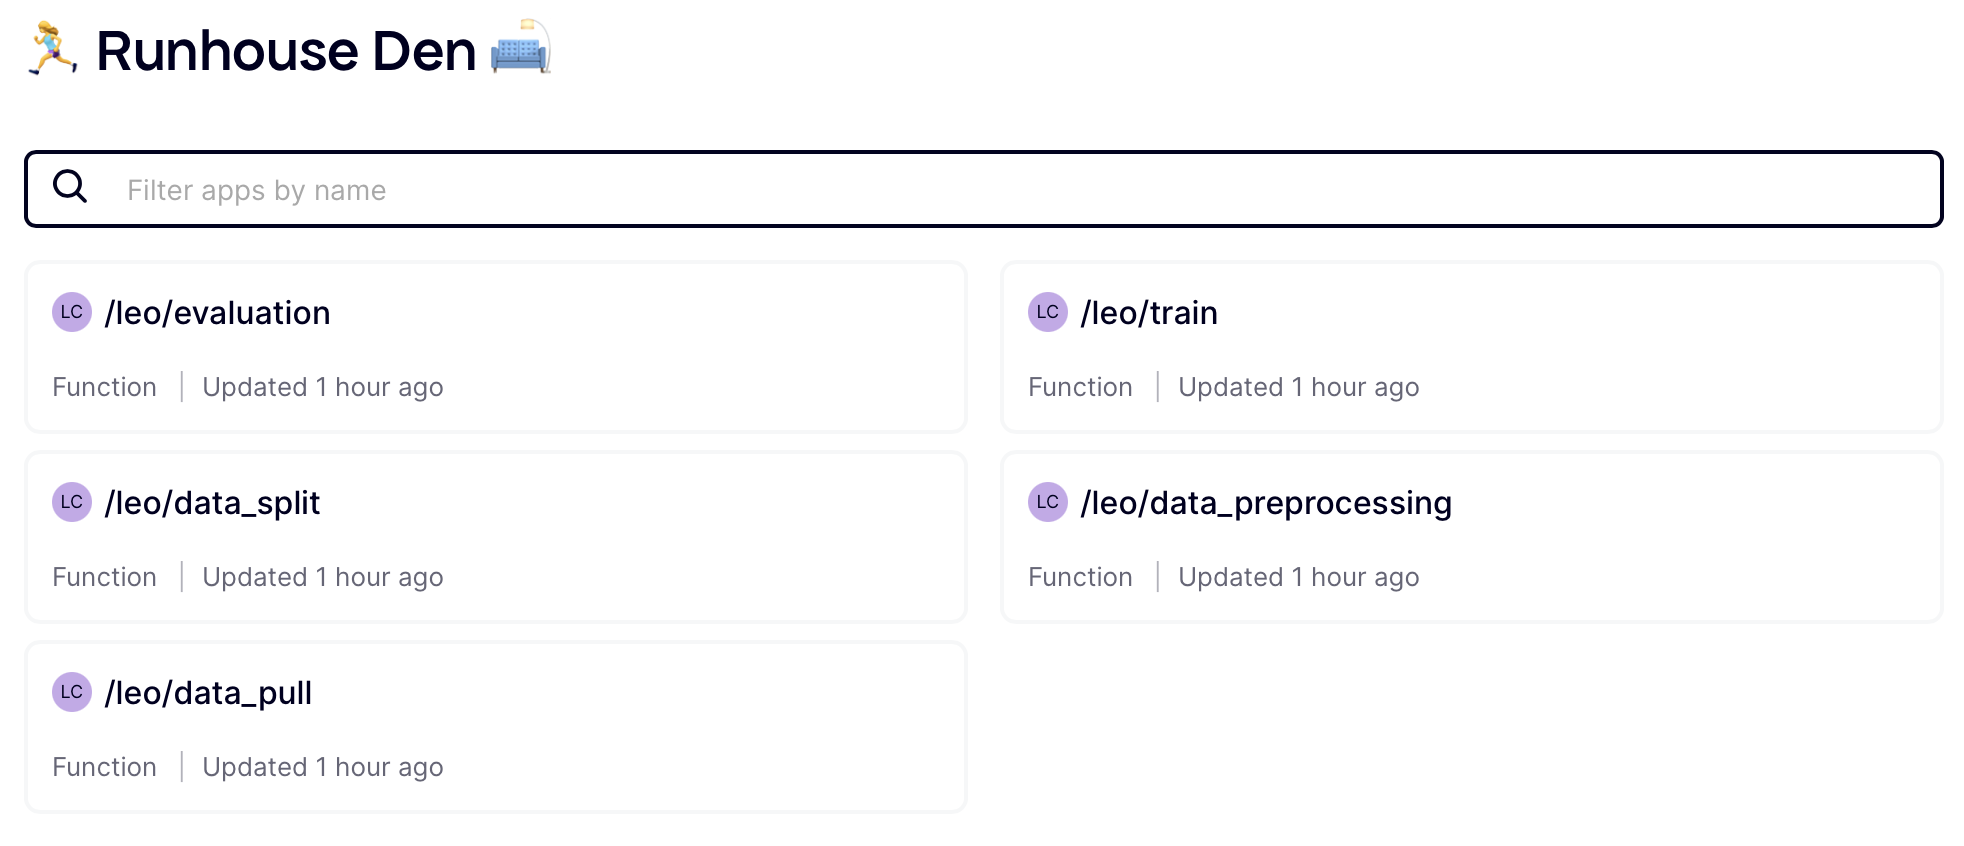 Runhouse Den
Filter apps by name
LC /leo/evaluation
Function | Updated 1 hour ago
LC /leo/train
Function | Updated 1 hour ago
LC /leo/data_split
Function | Updated 1 hour ago
LC /leo/data_preprocessing
Function | Updated 1 hour ago
LC /leo/data_pull
Function | Updated 1 hour ago